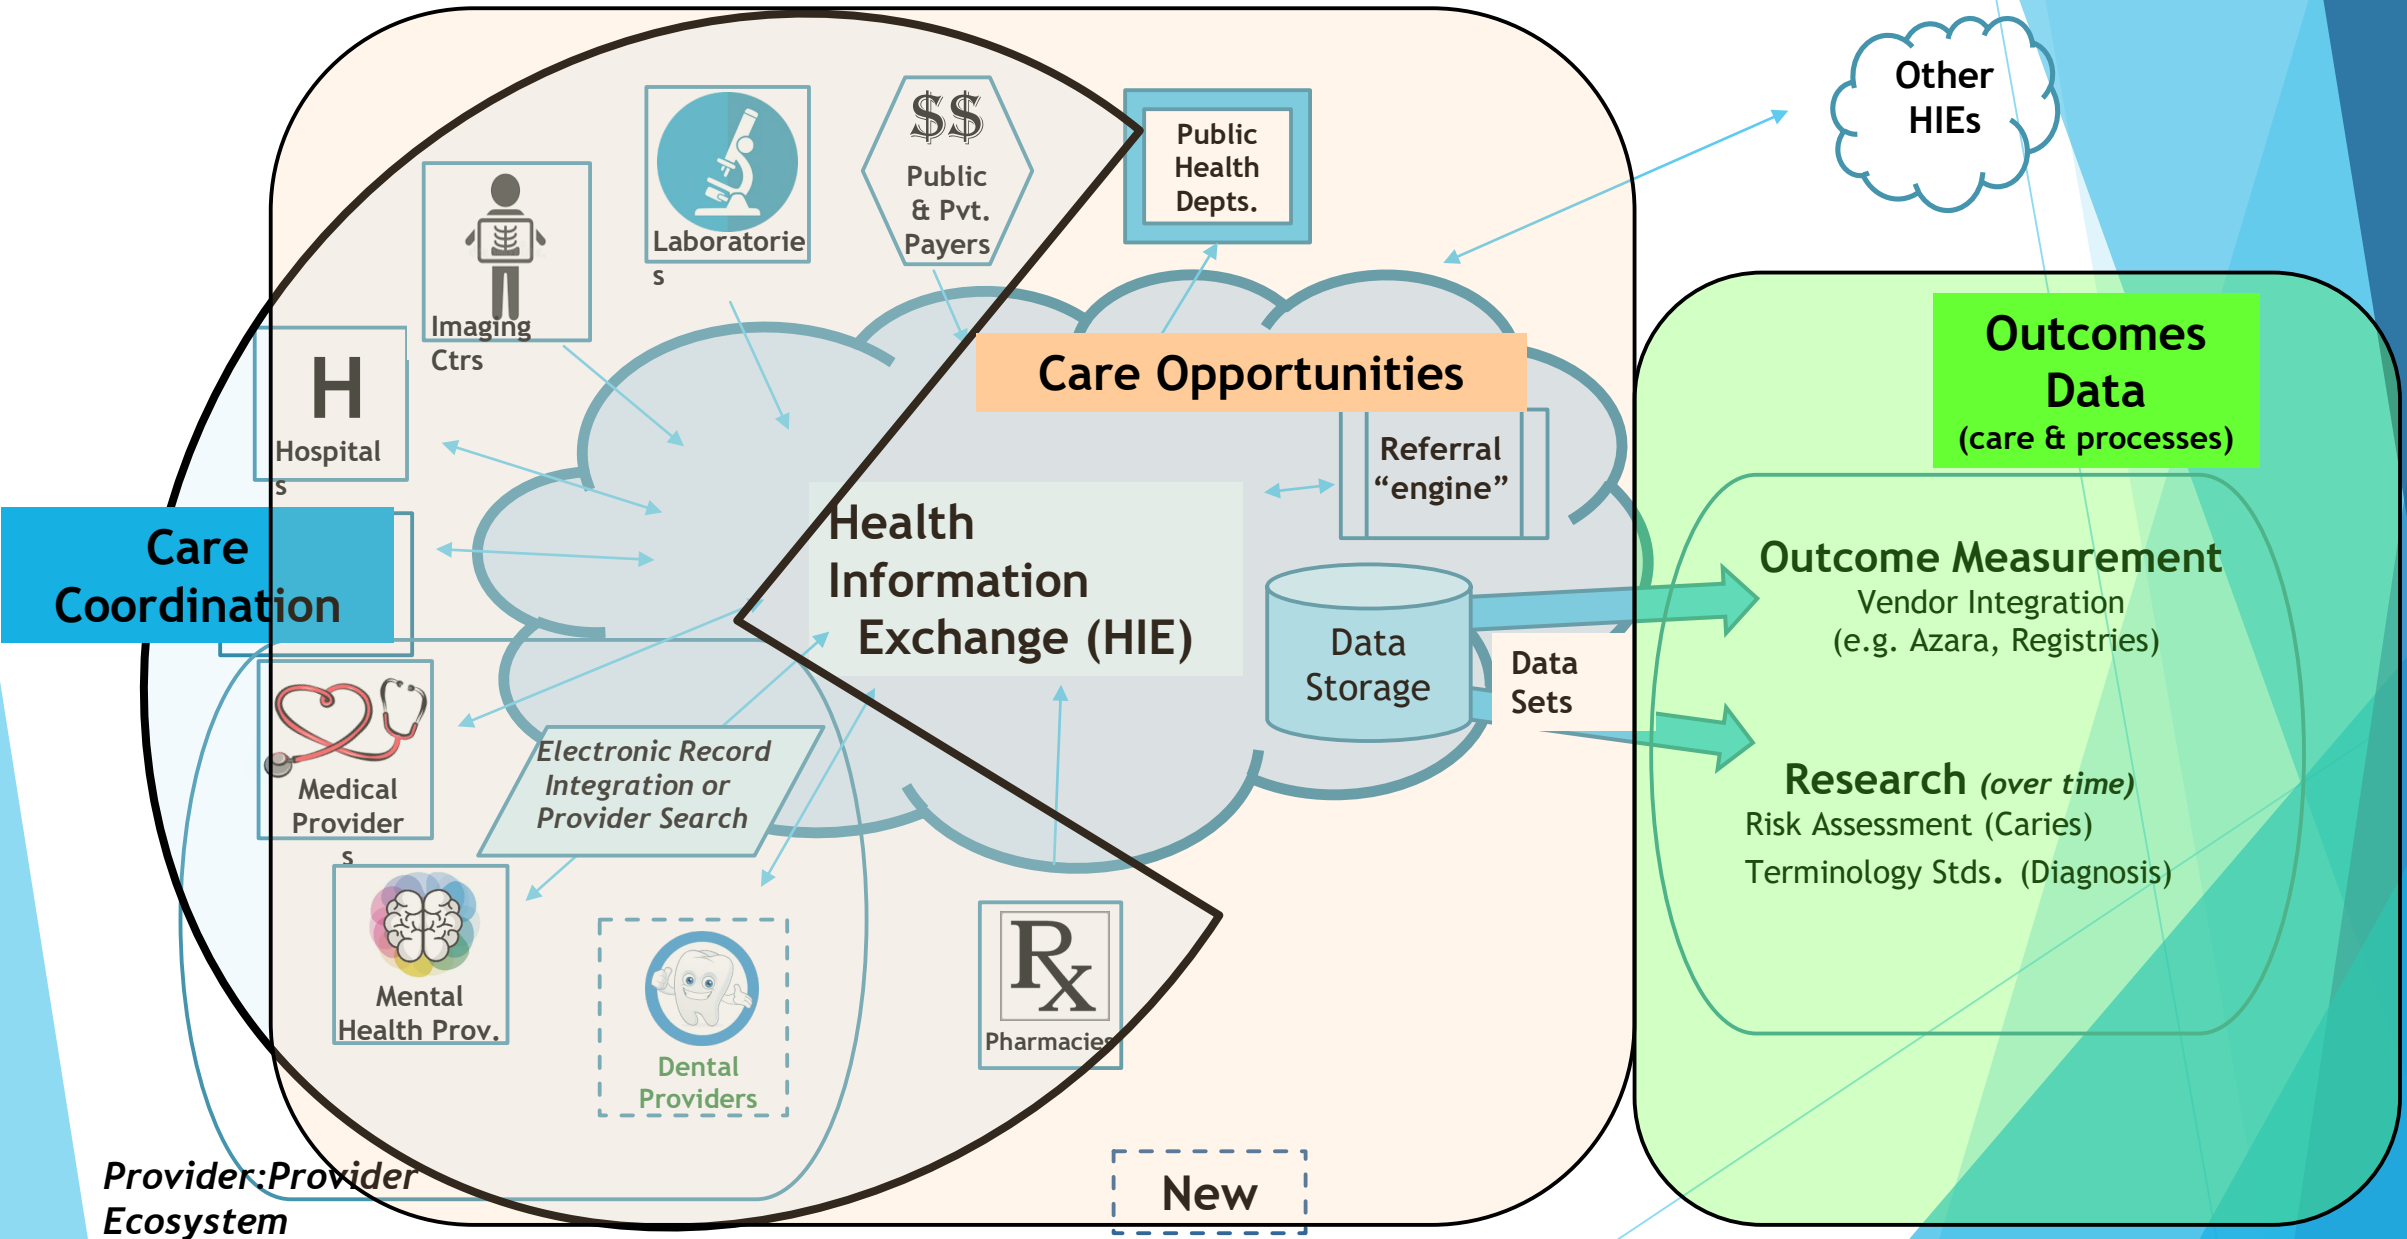 Other
HIEs
$$
Public
& Pvt.
Payers
Public
Health
Depts.
Laboratorie
s
Imaging
Ctrs
H
Hospital
s
Care Opportunities
Outcomes
Data
(care & processes)
Referral
“engine”
Care
Coordination
Health
Information
Exchange (HIE)
Data
Storage
Data
Sets
Outcome Measurement
Vendor Integration
(e.g. Azara, Registries)
Research (over time)
Risk Assessment (Caries)
Terminology Stds. (Diagnosis)
Medical
Provider
s
Electronic Record
Integration or
Provider Search
Mental
Health Prov.
Dental
Providers
Rx
Pharmacies
New
Provider:Provider
Ecosystem